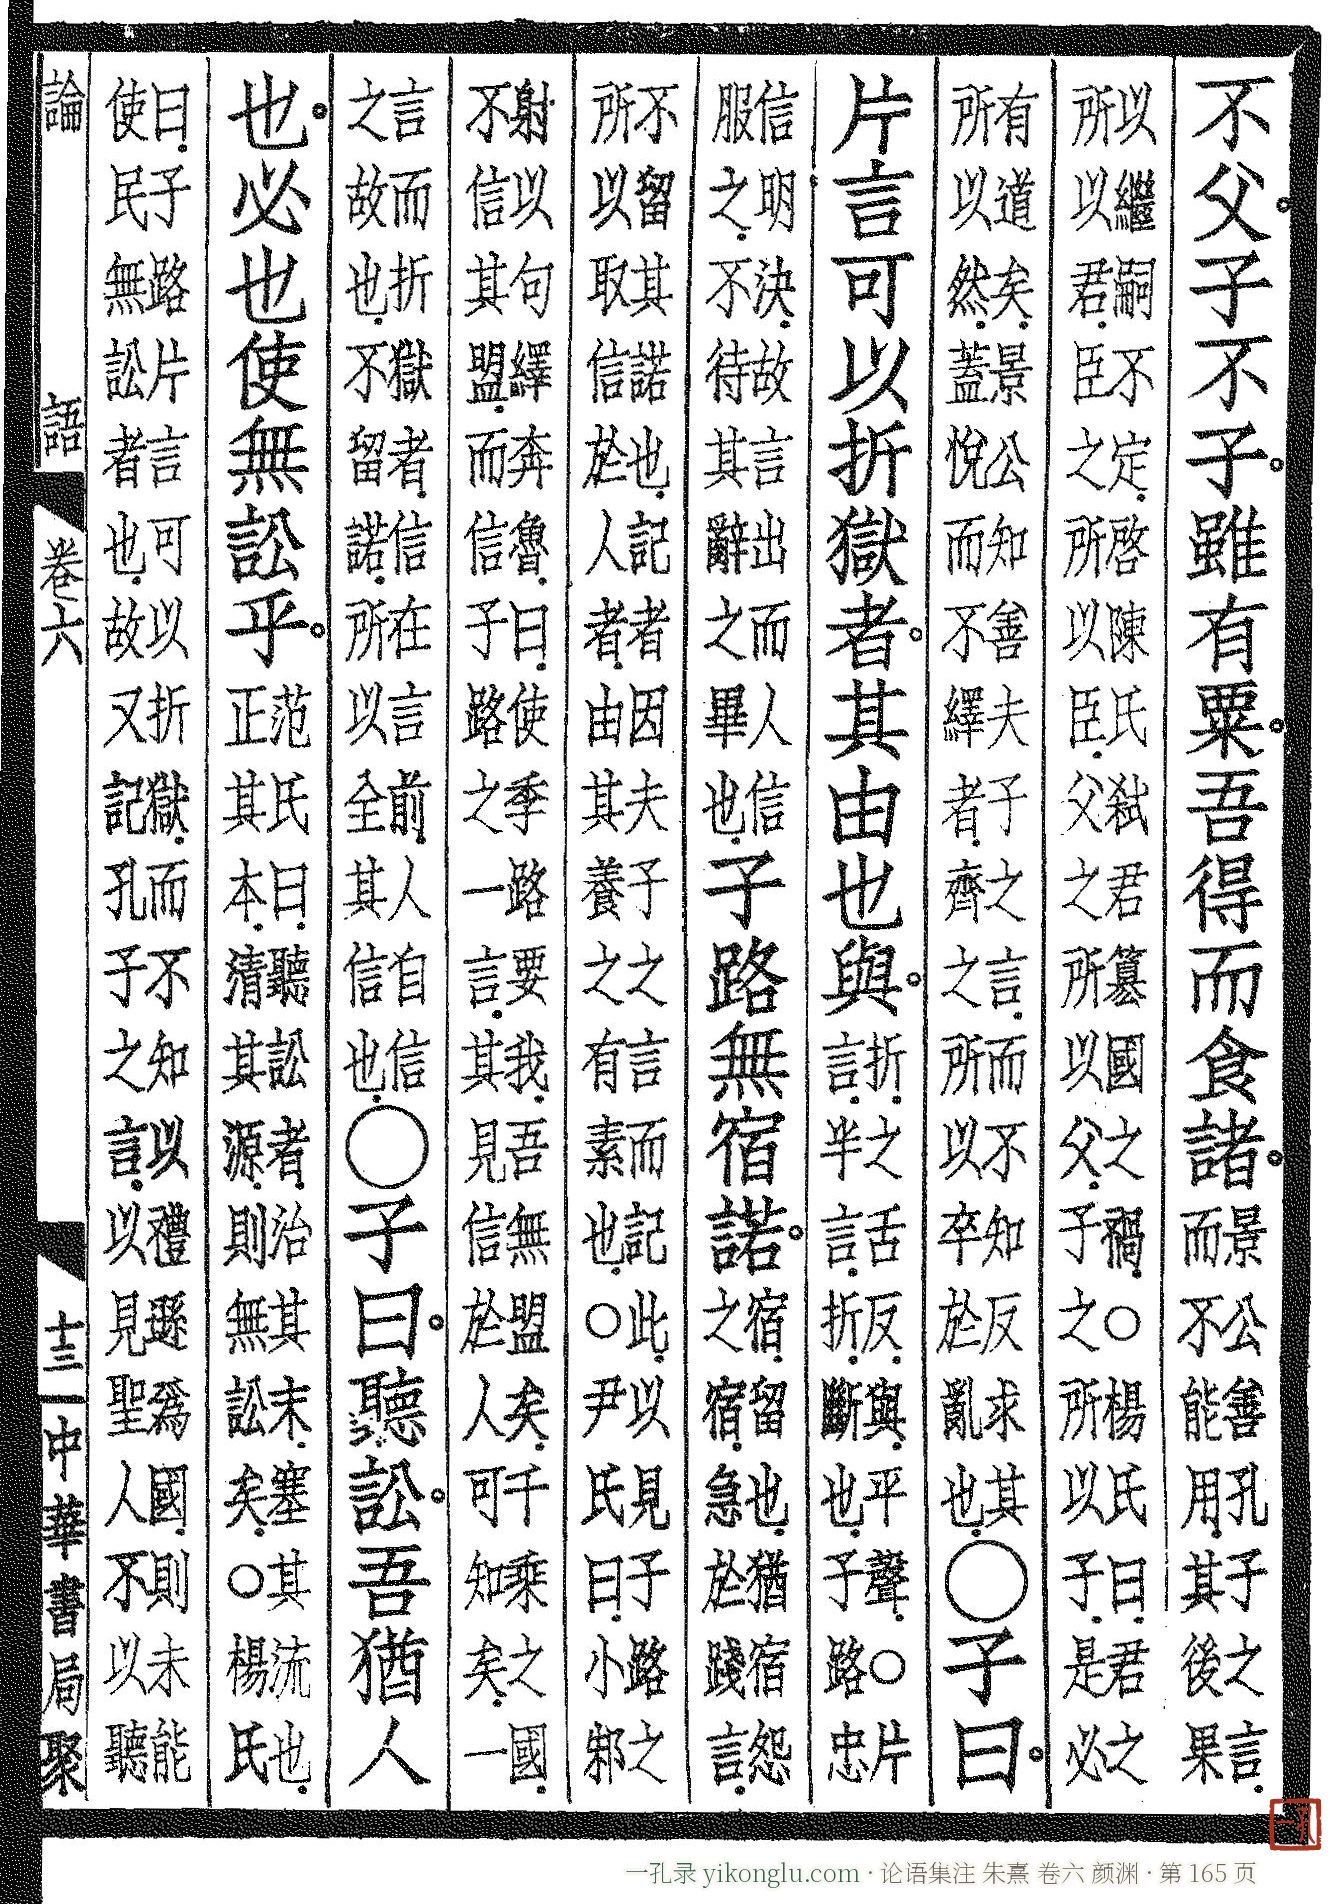 不父。子不子。雖有粟。吾得而食諸。景公善孔子之言。而不能用。其後果
以繼嗣不定。啓陳氏弑君篡國之禍。○楊氏曰。君之所以君。臣之所以臣。父之所以父。子之所以子。是必
有道矣。景公知善夫子之言。而不知反求其所以然。蓋悅而不繹者。齊之所以卒於亂也。○子曰。
片言可以折獄者。其由也與。折。之舌反。與。平聲。○片言。半言。折。斷也。子路忠
信明決。故言出而人信服之。不待其辭之畢也。子路無宿諾。宿。留也。猶宿怨之宿。急於踐言。
不留其諾也。記者因夫子之言而記此。以見子路之所以取信於人者。由其養之有素也。○尹氏曰。小邾
射以句繹奔魯。曰。使季路要我。吾無盟矣。千乘之國。不信其盟。而信子路之一言。其見信於人可知矣。一
言而折獄者。信在言前。人自信之故也。不留諾。所以全其信也。○子曰。聽訟。吾猶人
也。必也使無訟乎。范氏曰。聽訟者。治其末。塞其流也。正其本。清其源。則無訟矣。○楊氏
曰。子路片言可以折獄。而不知以禮遜爲國。則未能使民無訟者也。故又記孔子之言。以見聖人不以聽
論語 卷六 十三 中華書局聚
一孔录 yikonglu.com · 论语集注 朱熹 卷六 颜渊 · 第 165 页